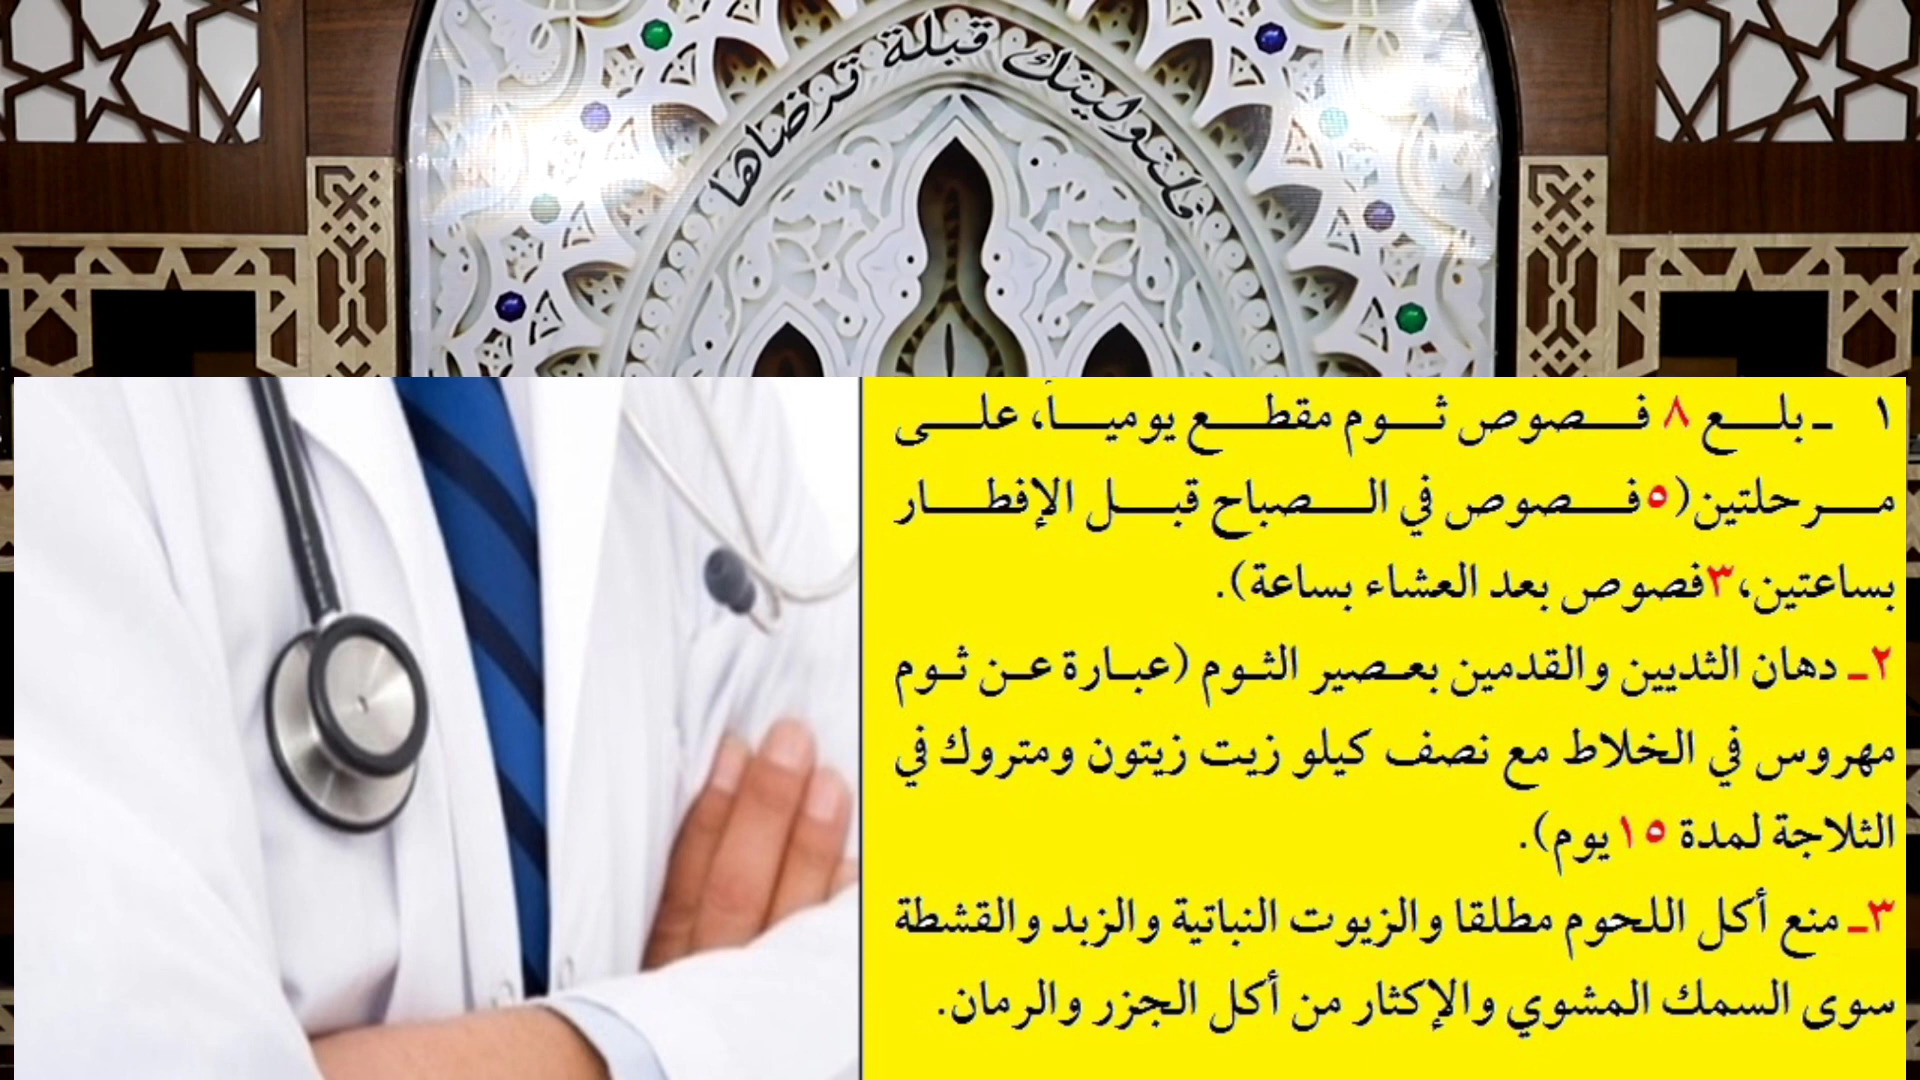 فلنولينك قبلة ترضاها
١ ـ بلع ٨ فصوص ثوم مقطع يومياً، على
مرحلتين(٥ فصوص في الصباح قبل الإفطار
بساعتين،٣فصوص بعد العشاء بساعة).
٢ـ دهان الثديين والقدمين بعصير الثوم (عبارة عن ثوم
مهروس في الخلاط مع نصف كيلو زيت زيتون ومتروك في
الثلاجة لمدة ١٥ يوم).
٣ـ منع أكل اللحوم مطلقا والزيوت النباتية والزبد والقشطة
سوى السمك المشوي والإكثار من أكل الجزر والرمان.